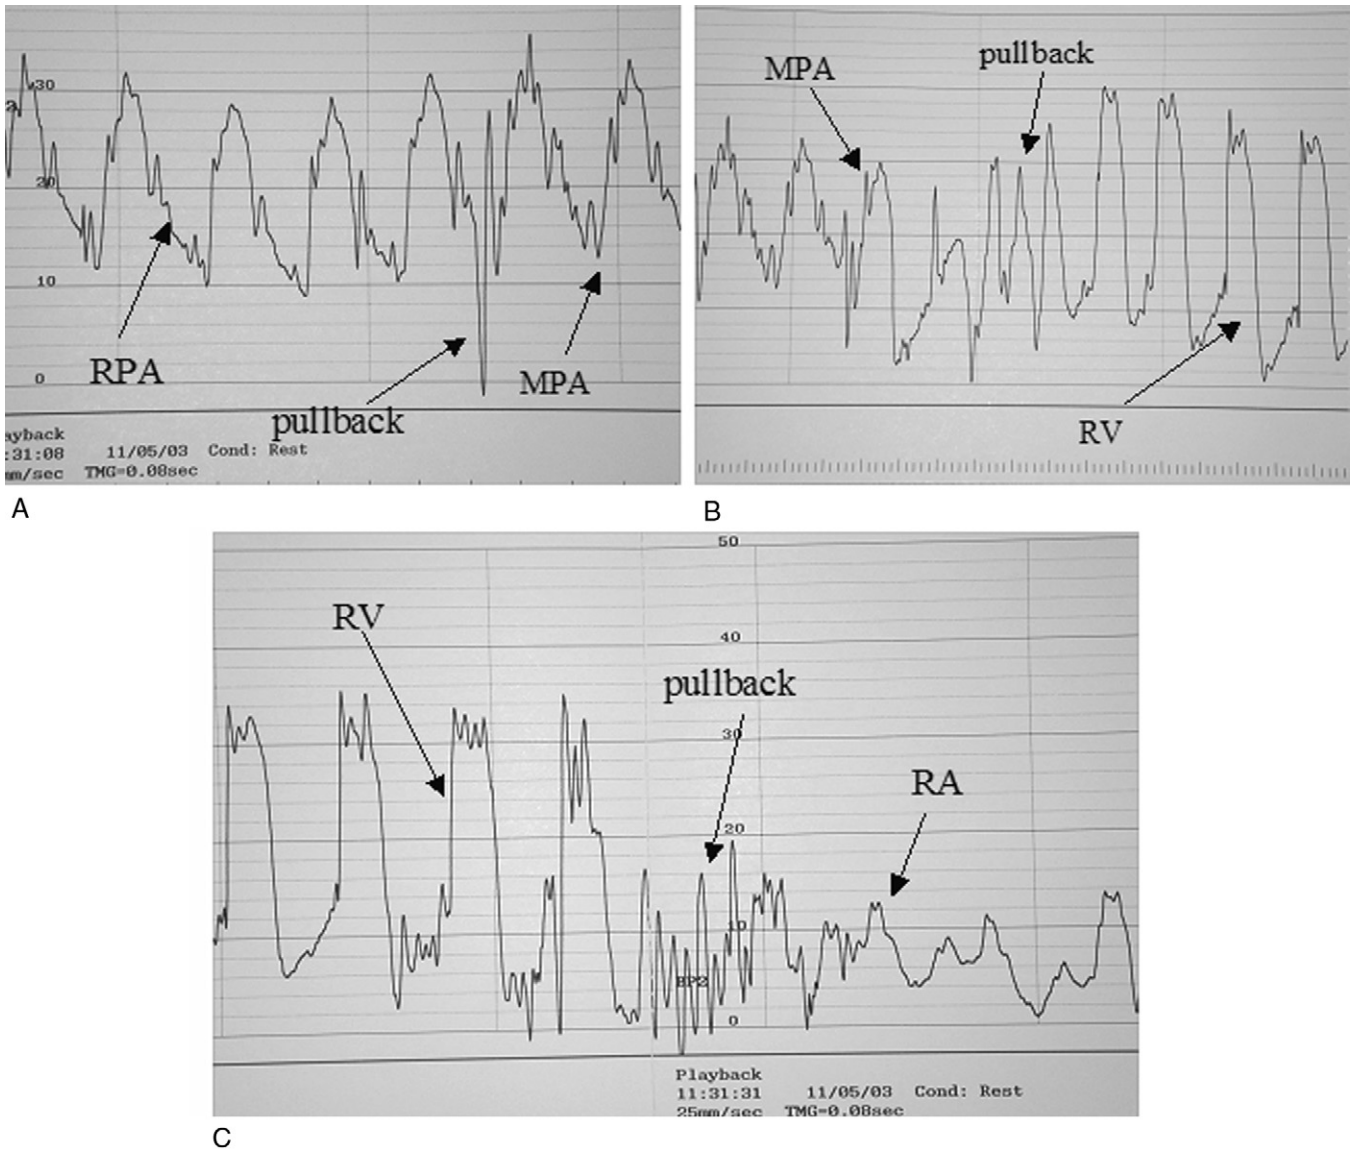 30
20
10
0
RPA
pullback
MPA
ayback
:31:08 11/05/03 Cond: Rest
mm/sec TMG=0.08sec
A
MPA
pullback
RV
B
50
40
30
20
10
0
RV
pullback
RA
BP2
Playback
11:31:31 11/05/03 Cond: Rest
25mm/sec TMG=0.08sec
C